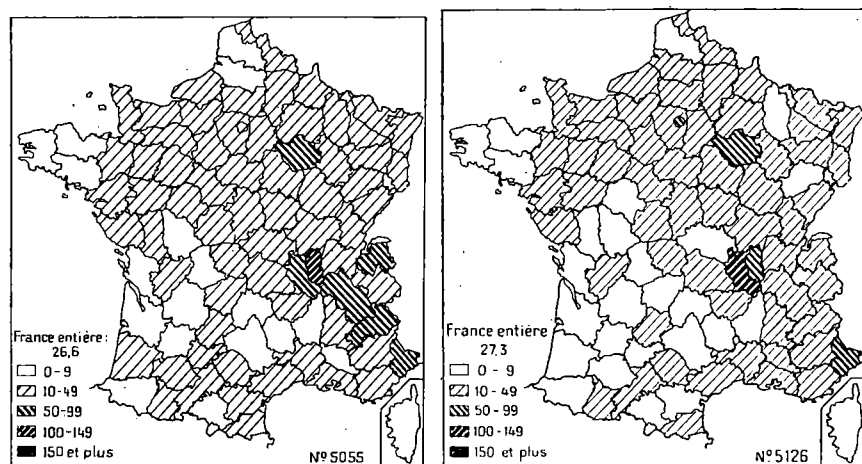 France entière :
26,6
0-9
10-49
50-99
100-149
150 et plus
Nº 5055
France entière
27,3
0-9
10-49
50-99
100-149
150 et plus
Nº 5126